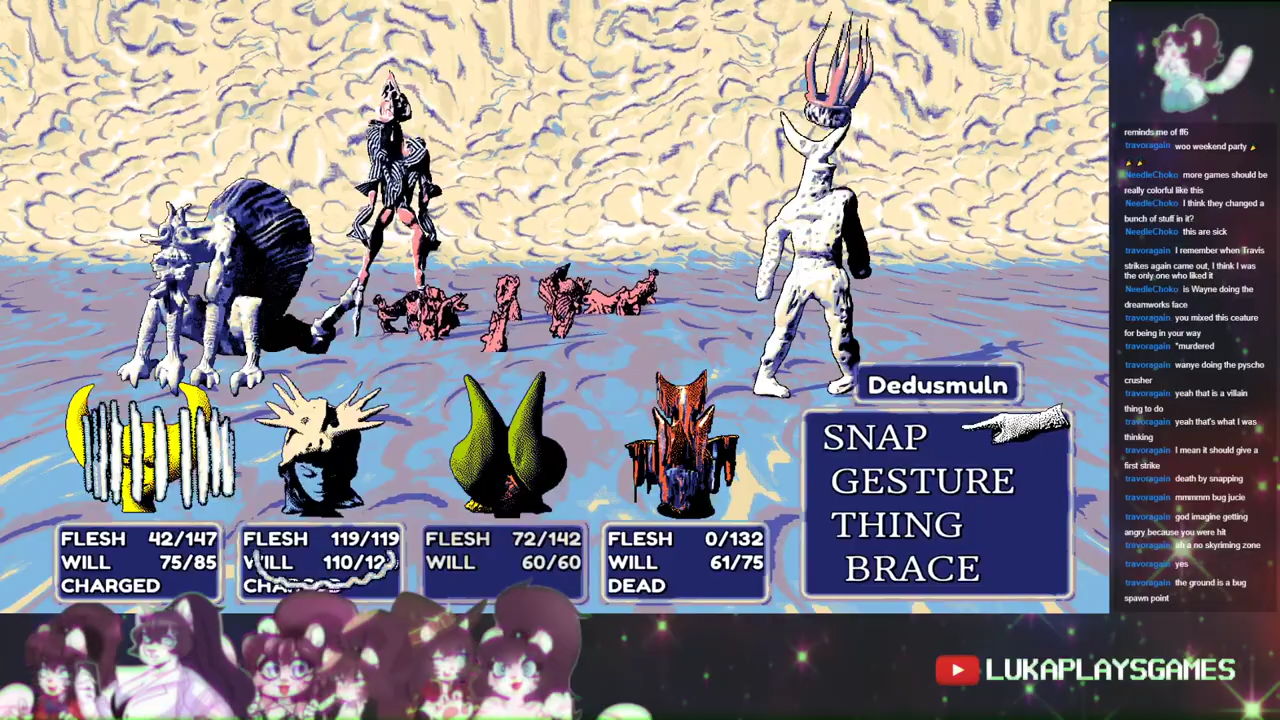 Dedusmuln
SNAP
GESTURE
THING
BRACE
FLESH 42/147
WILL 75/85
CHARGED
FLESH 119/119
WILL 110/12
FLESH 72/142
WILL 60/60
FLESH 0/132
WILL 61/75
DEAD
reminds me of ff6
travoragain woo weekend party
NeedleChoko more games should be
really colorful like this
NeedleChoko I think they changed a
bunch of stuff in it?
NeedleChoko this are sick
travoragain I remember when Travis
strikes again came out, I think I was
the only one who liked it
NeedleChoko is Wayne doing the
dreamworks face
travoragain you mixed this ceature
for being in your way
travoragain *murdered
travoragain wanye doing the pyscho
crusher
travoragain yeah that is a villain
thing to do
travoragain yeah that's what I was
thinking
travoragain I mean it should give a
first strike
travoragain death by snapping
travoragain mmmmm bug jucie
travoragain god imagine getting
angry because you were hit
travoragain ah a no skyriming zone
travoragain yes
travoragain the ground is a bug
spawn point
LUKAPLAYSGAMES